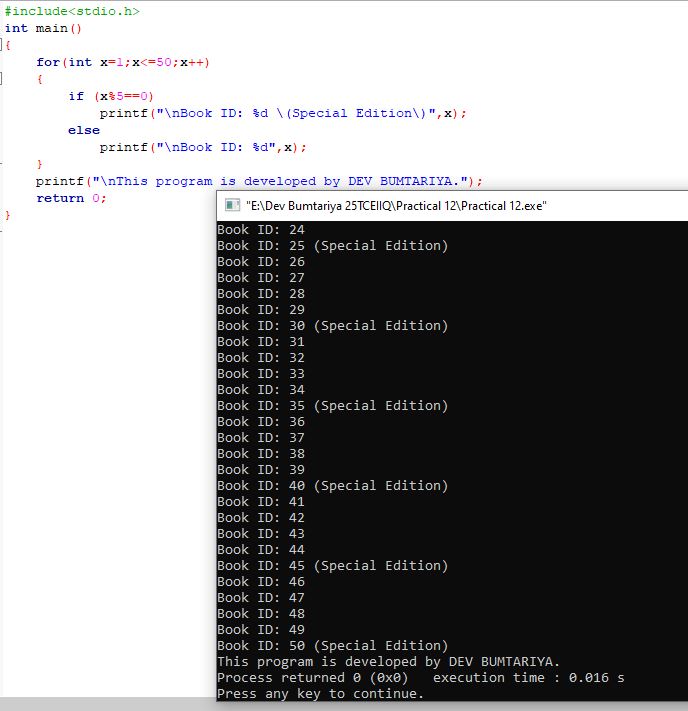 #include<stdio.h>
int main()
{
for(int x=1;x<=50;x++)
{
if (x%5==0)
printf("\nBook ID: %d \(Special Edition\)",x);
else
printf("\nBook ID: %d",x);
}
printf("\nThis program is developed by DEV BUMTARIYA.");
return 0;
}
"E:\Dev Bumtariya 25TCEIIQ\Practical 12\Practical 12.exe"
Book ID: 24
Book ID: 25 (Special Edition)
Book ID: 26
Book ID: 27
Book ID: 28
Book ID: 29
Book ID: 30 (Special Edition)
Book ID: 31
Book ID: 32
Book ID: 33
Book ID: 34
Book ID: 35 (Special Edition)
Book ID: 36
Book ID: 37
Book ID: 38
Book ID: 39
Book ID: 40 (Special Edition)
Book ID: 41
Book ID: 42
Book ID: 43
Book ID: 44
Book ID: 45 (Special Edition)
Book ID: 46
Book ID: 47
Book ID: 48
Book ID: 49
Book ID: 50 (Special Edition)
This program is developed by DEV BUMTARIYA.
Process returned 0 (0x0)   execution time : 0.016 s
Press any key to continue.